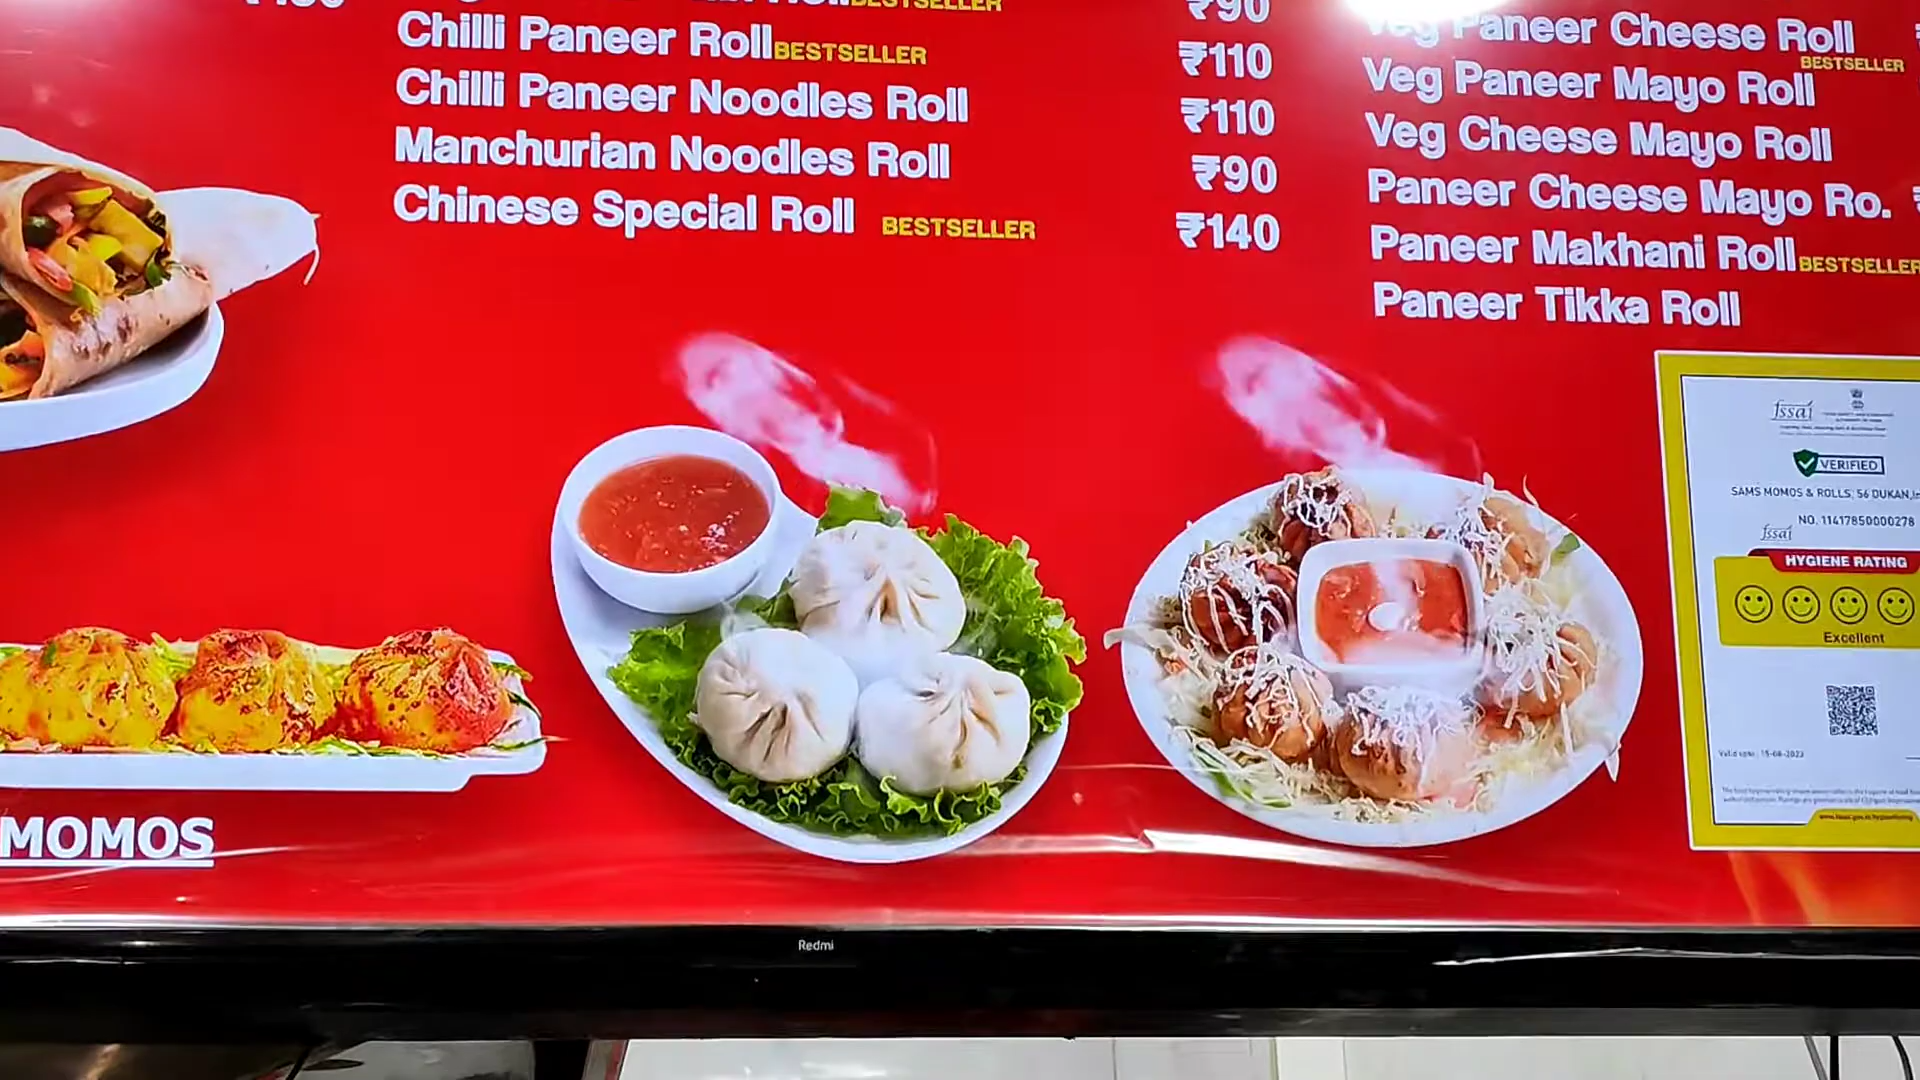 BESTSELLER
₹90
Chilli Paneer Roll BESTSELLER
₹110
Chilli Paneer Noodles Roll
₹110
Manchurian Noodles Roll
₹90
Chinese Special Roll BESTSELLER
₹140
Veg Paneer Cheese Roll
BESTSELLER
Veg Paneer Mayo Roll
Veg Cheese Mayo Roll
Paneer Cheese Mayo Ro.
Paneer Makhani Roll BESTSELLER
Paneer Tikka Roll
fssai
VERIFIED
SAMS MOMOS & ROLLS, 56 DUKAN,
NO. 11417850000278
fssai
HYGIENE RATING
Excellent
MOMOS
Redmi